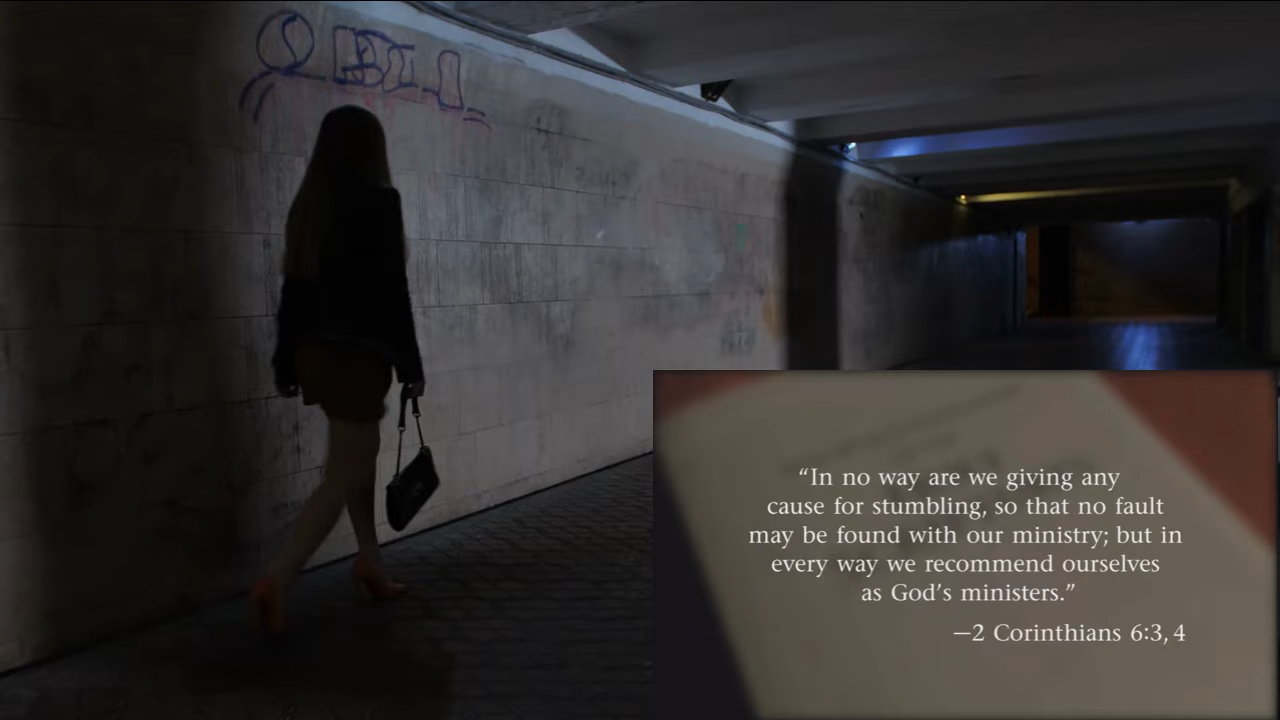 “In no way are we giving any
cause for stumbling, so that no fault
may be found with our ministry; but in
every way we recommend ourselves
as God’s ministers.”
—2 Corinthians 6:3, 4